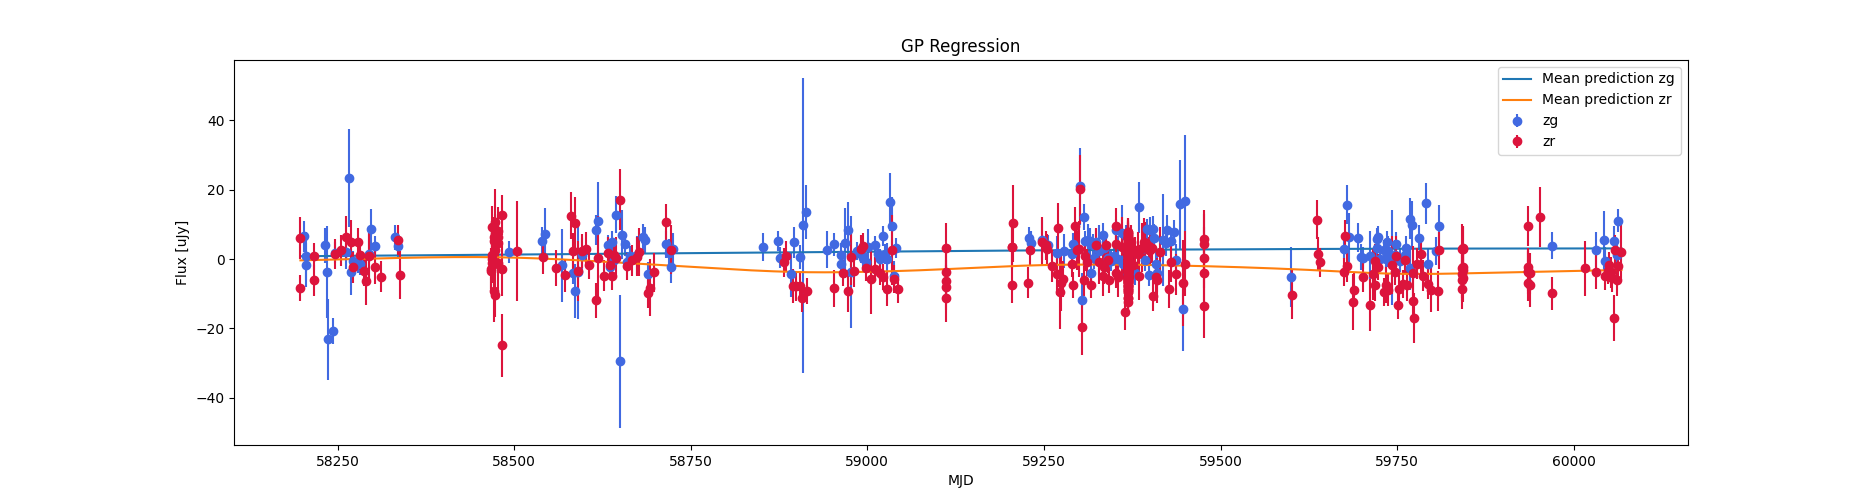 GP Regression
Mean prediction zg
Mean prediction zr
zg
zr
Flux [uJy]
40
20
0
−20
−40
58250
58500
58750
59000
59250
59500
59750
60000
MJD